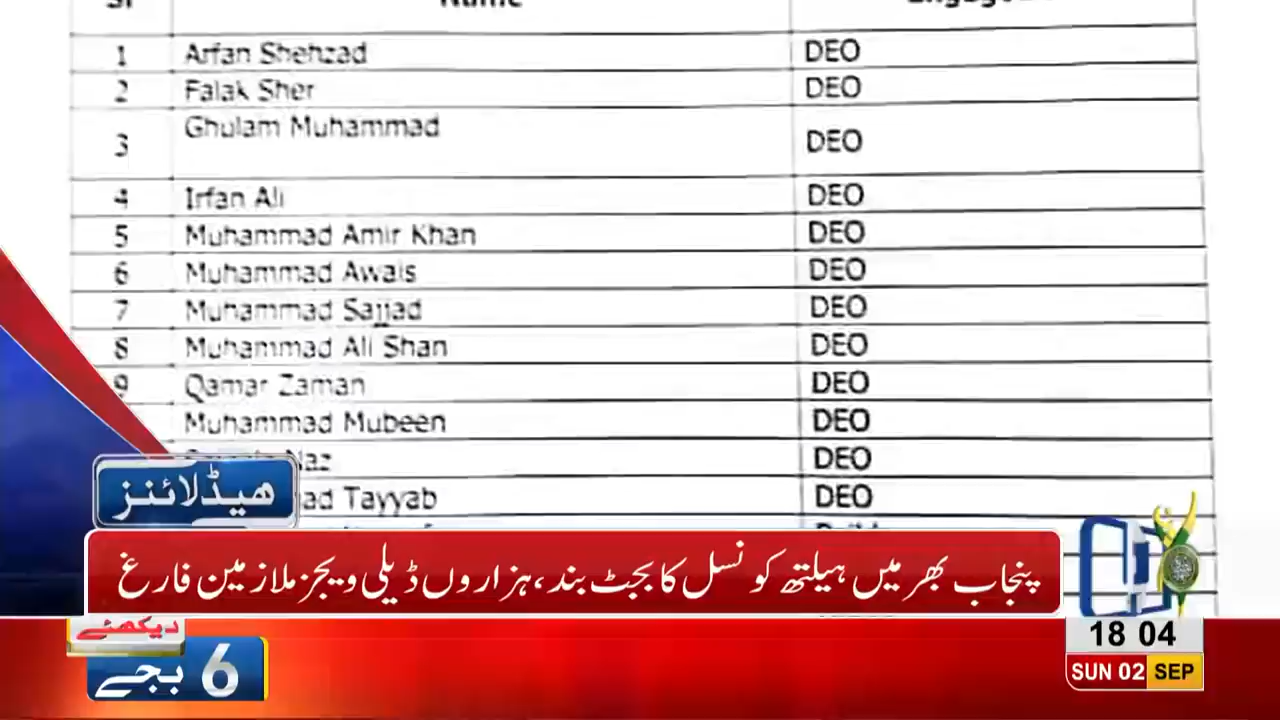 Sr Name
1 Arfan Shehzad DEO
2 Falak Sher DEO
3 Ghulam Muhammad DEO
4 Irfan Ali DEO
5 Muhammad Amir Khan DEO
6 Muhammad Awais DEO
7 Muhammad Sajjad DEO
8 Muhammad Ali Shan DEO
9 Qamar Zaman DEO
Muhammad Mubeen DEO
Naz DEO
ad Tayyab DEO
ہیڈلائنز
پنجاب بھر میں ہیلتھ کونسل کا بجٹ بند، ہزاروں ڈیلی ویجز ملازمین فارغ
دیکھئے
6 بجے
18 04
SUN 02 SEP